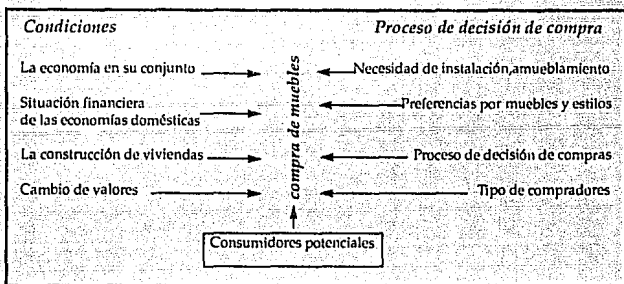 Condiciones
Proceso de decisión de compra
La economía en su conjunto
Situación financiera
de las economías domésticas
La construcción de viviendas
Cambio de valores
compra de muebles
Necesidad de instalación,amueblamiento
Preferencias por muebles y estilos
Proceso de decisión de compras
Tipo de compradores
Consumidores potenciales